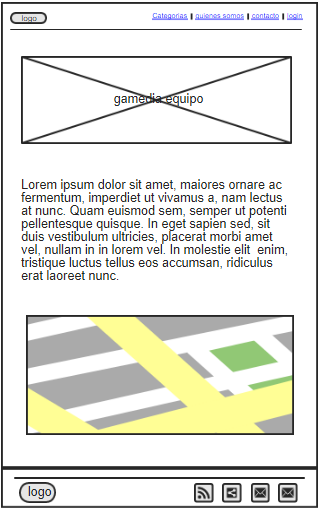 logo
Categorias | quienes somos | contacto | login
gamedia equipo
Lorem ipsum dolor sit amet, maiores ornare ac
fermentum, imperdiet ut vivamus a, nam lectus
at nunc. Quam euismod sem, semper ut potenti
pellentesque quisque. In eget sapien sed, sit
duis vestibulum ultricies, placerat morbi amet
vel, nullam in in lorem vel. In molestie elit enim,
tristique luctus tellus eos accumsan, ridiculus
erat laoreet nunc.
logo